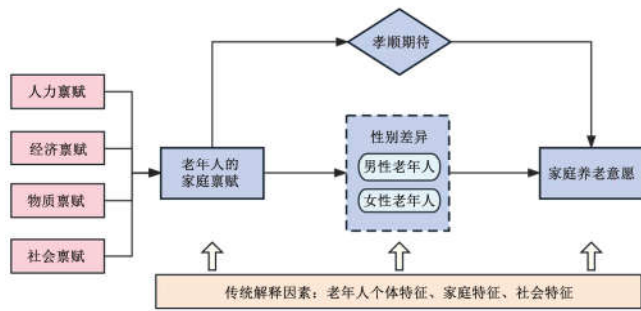 孝顺期待
人力禀赋
经济禀赋
物质禀赋
社会禀赋
老年人的
家庭禀赋
性别差异
男性老年人
女性老年人
家庭养老意愿
传统解释因素：老年人个体特征、家庭特征、社会特征